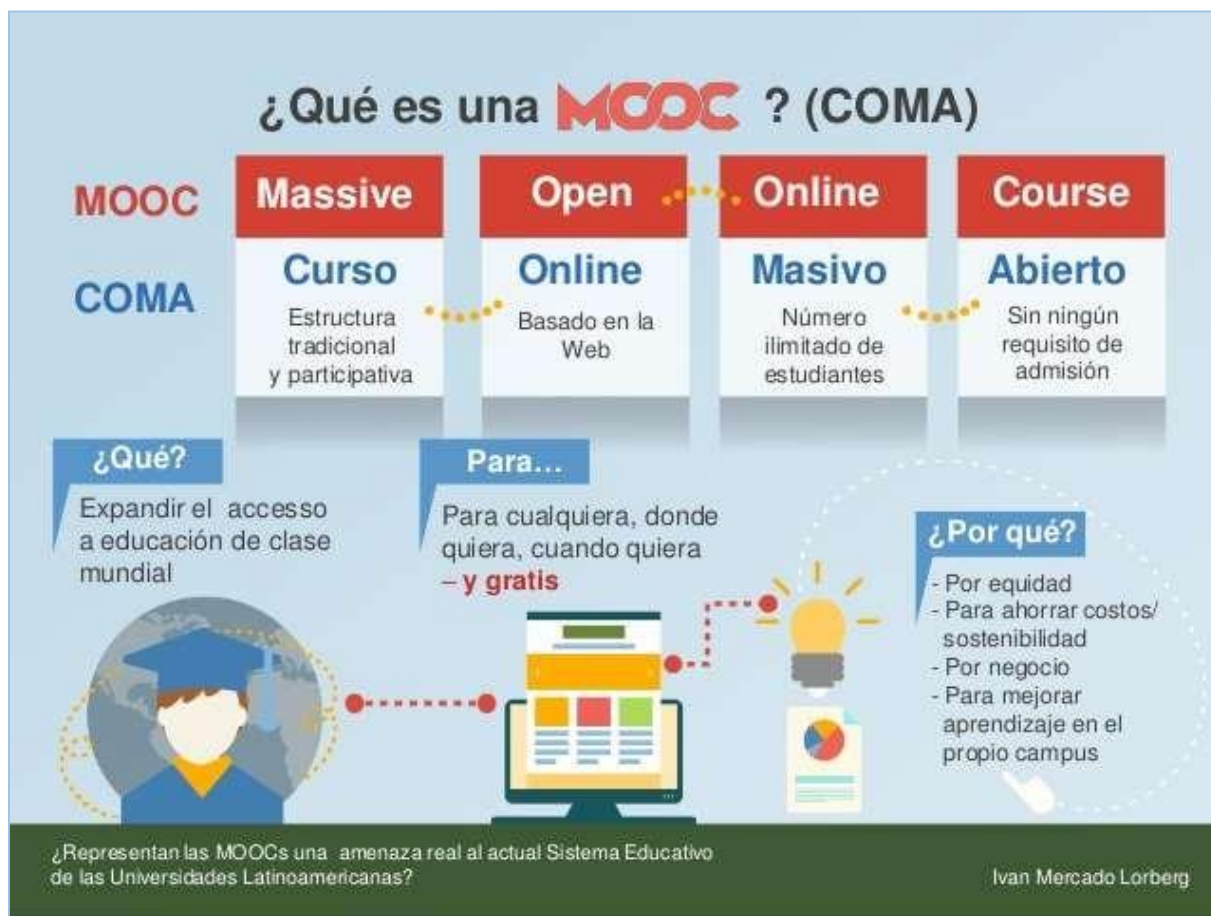 ¿Qué es una MOOC ? (COMA)
MOOC
Massive
Open
Online
Course
COMA
Curso
Estructura
tradicional
y participativa
Online
Basado en la
Web
Masivo
Número
ilimitado de
estudiantes
Abierto
Sin ningún
requisito de
admisión
¿Qué?
Expandir el accesso
a educación de clase
mundial
Para...
Para cualquiera, donde
quiera, cuando quiera
– y gratis
¿Por qué?
- Por equidad
- Para ahorrar costos/
sostenibilidad
- Por negocio
- Para mejorar
aprendizaje en el
propio campus
¿Representan las MOOCs una amenaza real al actual Sistema Educativo
de las Universidades Latinoamericanas?
Ivan Mercado Lorberg